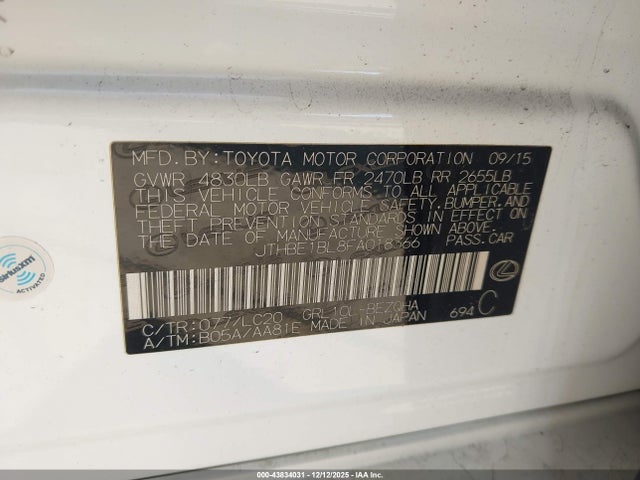 MFD. BY: TOYOTA MOTOR CORPORATION 09/15
GVWR 4830LB GAWR FR 2470LB RR 2655LB
THIS VEHICLE CONFORMS TO ALL APPLICABLE
FEDERAL MOTOR VEHICLE SAFETY, BUMPER, AND
THEFT PREVENTION STANDARDS IN EFFECT ON
THE DATE OF MANUFACTURE SHOWN ABOVE.
JTHBE1BL8FA018366 PASS. CAR
C/TR: 077/LC20 GRL10L-BEZQHA
A/TM: B05A/AA81E MADE IN JAPAN 694 C
siriusxm
ACTIVATED
000-43834031 - 12/12/2025 - IAA Inc.